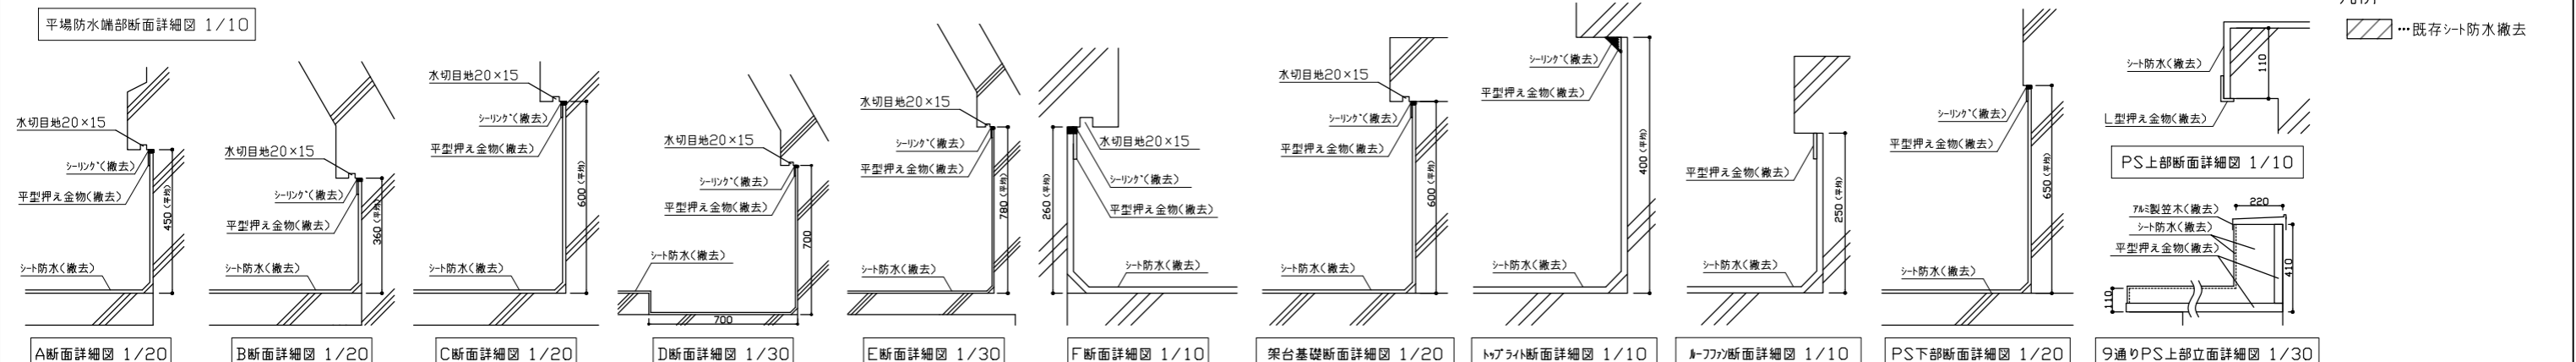 平場防水端部断面詳細図 1/10
水切目地20×15
シーリング(撤去)
平型押え金物(撤去)
450(平均)
シート防水(撤去)
A断面詳細図 1/20
水切目地20×15
シーリング(撤去)
平型押え金物(撤去)
360(平均)
シート防水(撤去)
B断面詳細図 1/20
水切目地20×15
シーリング(撤去)
平型押え金物(撤去)
600(平均)
シート防水(撤去)
C断面詳細図 1/20
水切目地20×15
シーリング(撤去)
平型押え金物(撤去)
700
シート防水(撤去)
700
D断面詳細図 1/30
水切目地20×15
シーリング(撤去)
平型押え金物(撤去)
780(平均)
シート防水(撤去)
E断面詳細図 1/30
水切目地20×15
シーリング(撤去)
260(平均)
平型押え金物(撤去)
シート防水(撤去)
F断面詳細図 1/10
水切目地20×15
シーリング(撤去)
平型押え金物(撤去)
600(平均)
シート防水(撤去)
架台基礎断面詳細図 1/20
シーリング(撤去)
平型押え金物(撤去)
400(平均)
シート防水(撤去)
トップライト断面詳細図 1/10
平型押え金物(撤去)
250(平均)
シート防水(撤去)
ルーフファン断面詳細図 1/10
シーリング(撤去)
平型押え金物(撤去)
650(平均)
シート防水(撤去)
PS下部断面詳細図 1/20
シート防水(撤去)
110
L型押え金物(撤去)
PS上部断面詳細図 1/10
220
アルミ製笠木(撤去)
シート防水(撤去)
平型押え金物(撤去)
410
110
9通りPS上部立面詳細図 1/30
…既存シート防水撤去